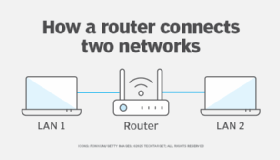 How a router connects
two networks
LAN 1 Router LAN 2